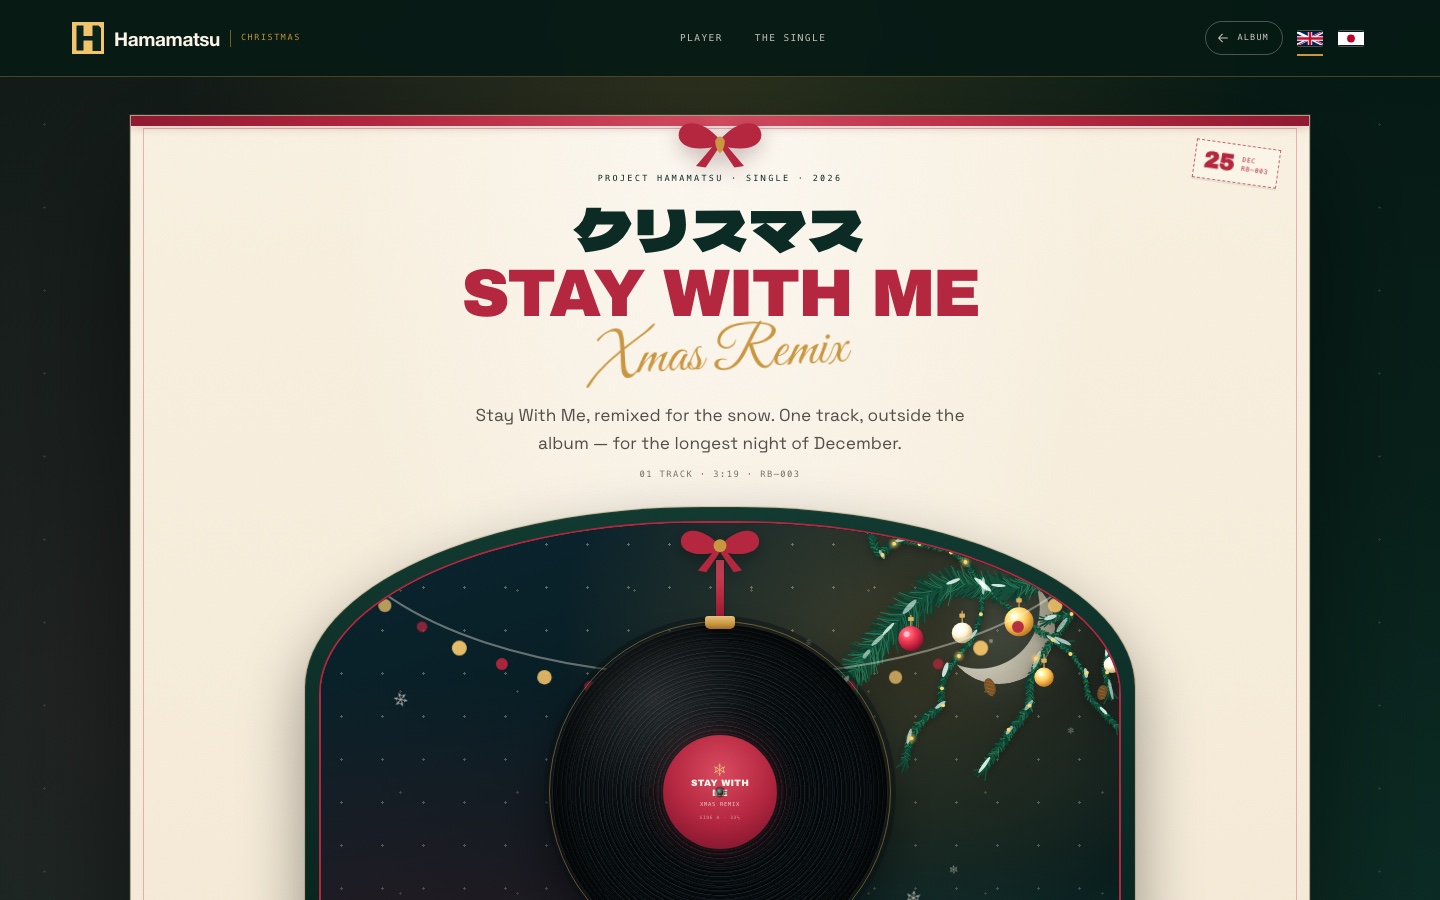 Hamamatsu
CHRISTMAS
PLAYER
THE SINGLE
← ALBUM
25
DEC
RB—003
PROJECT HAMAMATSU · SINGLE · 2026
クリスマス
STAY WITH ME
Xmas Remix
Stay With Me, remixed for the snow. One track, outside the
album — for the longest night of December.
01 TRACK · 3:19 · RB—003
STAY WITH
ME
XMAS REMIX